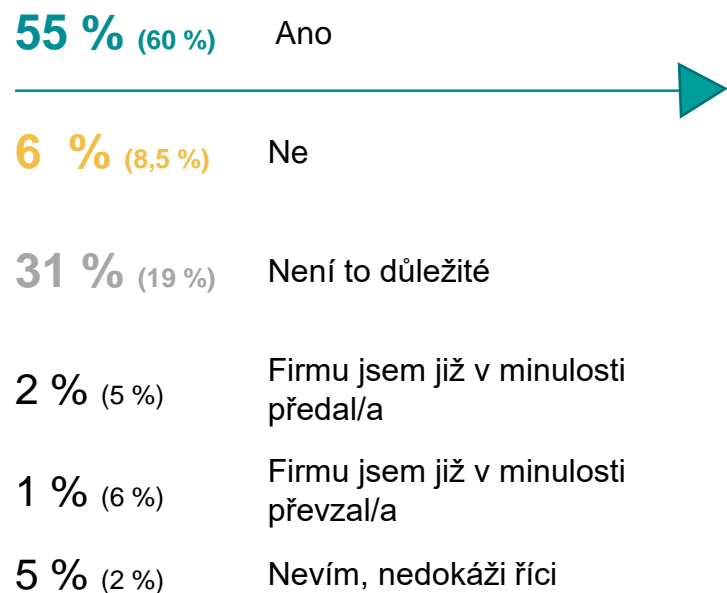 55 % (60 %) Ano
6 % (8,5 %) Ne
31 % (19 %) Není to důležité
2 % (5 %) Firmu jsem již v minulosti
předal/a
1 % (6 %) Firmu jsem již v minulosti
převzal/a
5 % (2 %) Nevím, nedokáži říci